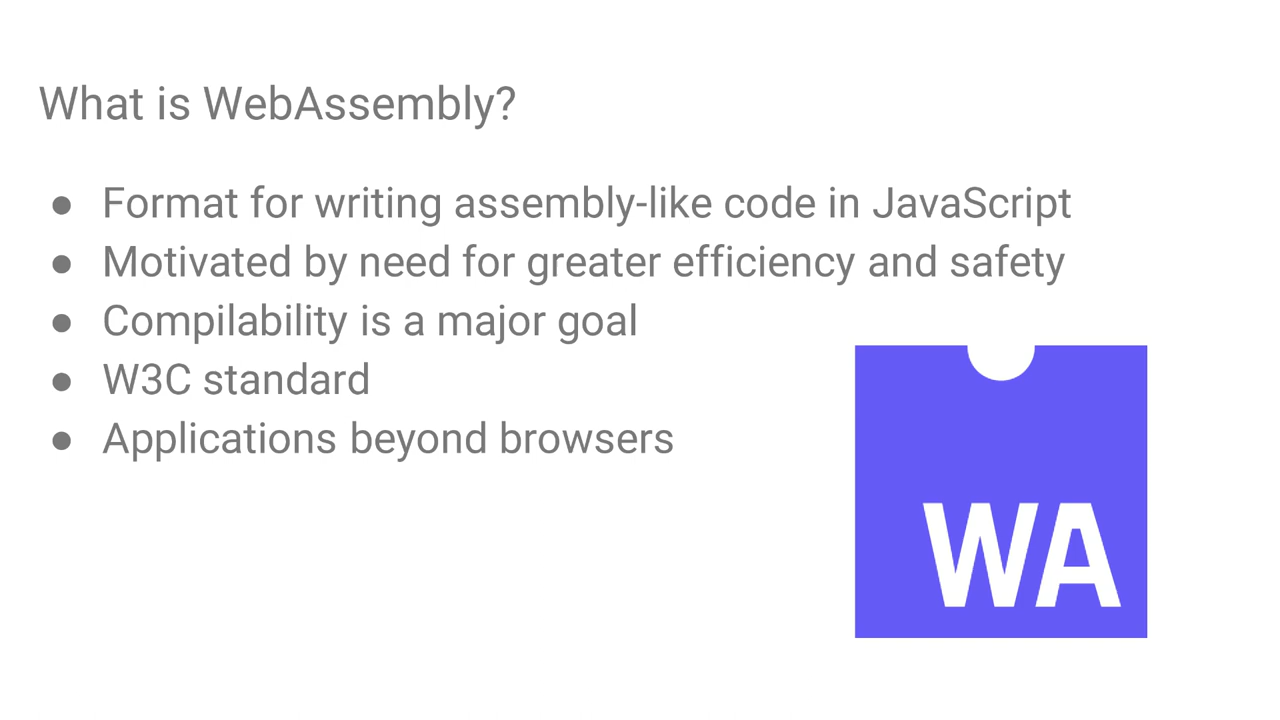 What is WebAssembly?
● Format for writing assembly-like code in JavaScript
● Motivated by need for greater efficiency and safety
● Compilability is a major goal
● W3C standard
● Applications beyond browsers
WA